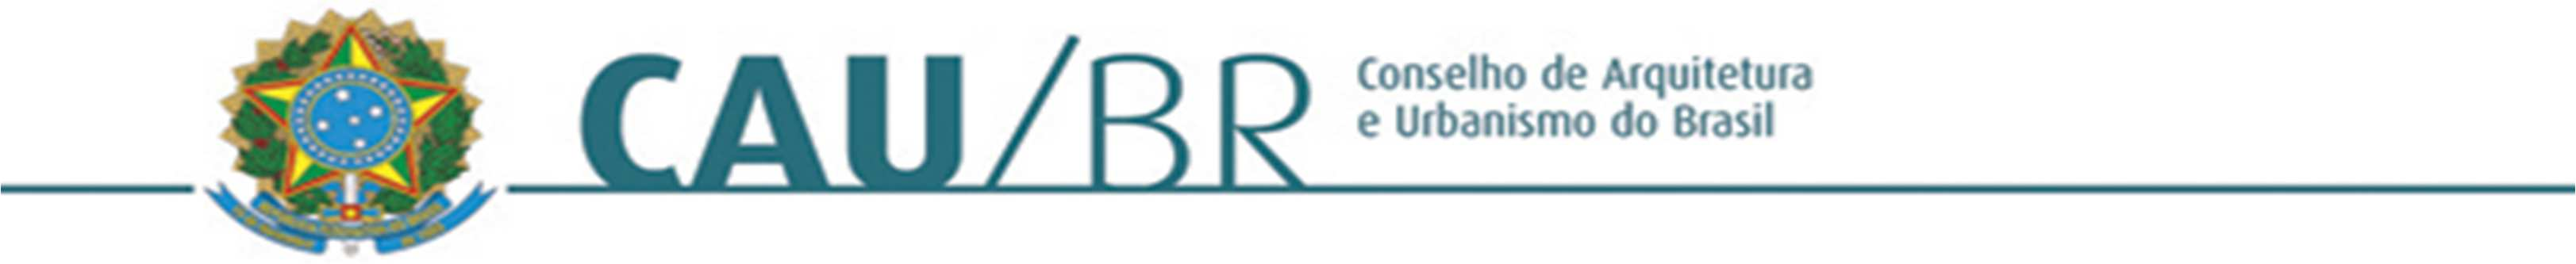 CAU/BR
Conselho de Arquitetura
e Urbanismo do Brasil